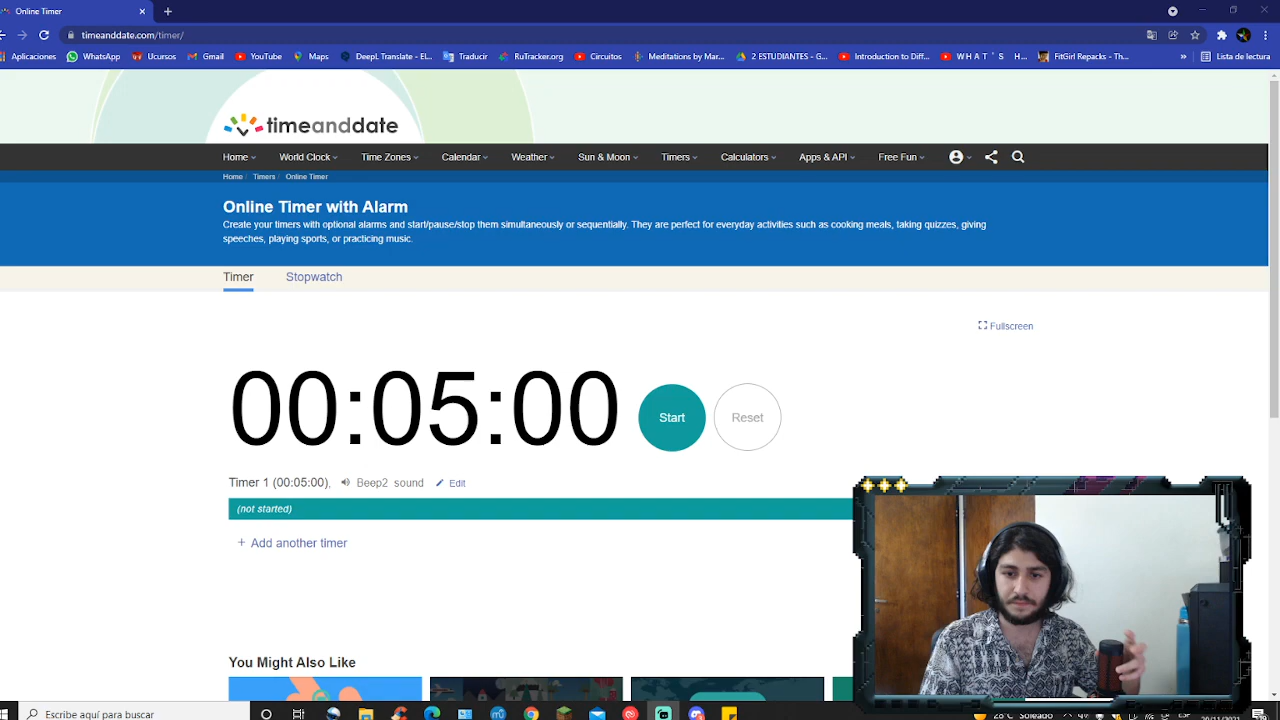 Online Timer
timeanddate.com/timer/
Aplicaciones WhatsApp Ucursos Gmail YouTube Maps DeepL Translate - EL... Traducir RuTracker.org Circuitos Meditations by Mar... 2 ESTUDIANTES - G... Introduction to Diff... W H A T ' S H... FitGirl Repacks - Th... » Lista de lectura
timeanddate
Home World Clock Time Zones Calendar Weather Sun & Moon Timers Calculators Apps & API Free Fun
Home / Timers / Online Timer
Online Timer with Alarm
Create your timers with optional alarms and start/pause/stop them simultaneously or sequentially. They are perfect for everyday activities such as cooking meals, taking quizzes, giving
speeches, playing sports, or practicing music.
Timer Stopwatch
Fullscreen
00:05:00 Start Reset
Timer 1 (00:05:00), Beep2 sound Edit
(not started)
+ Add another timer
You Might Also Like
Escribe aquí para buscar